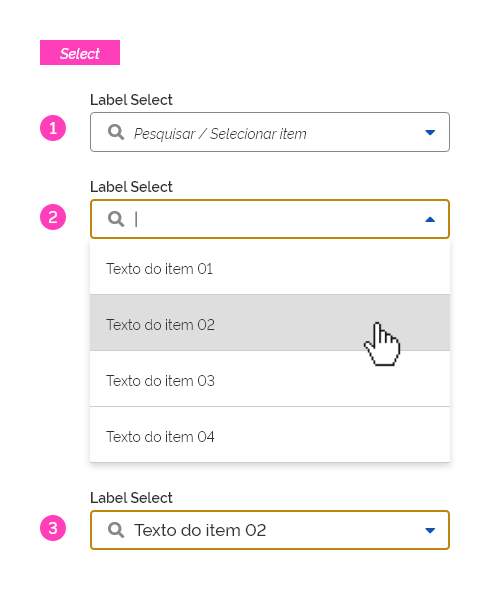 Select
Label Select
1
Pesquisar / Selecionar item
Label Select
2
Texto do item 01
Texto do item 02
Texto do item 03
Texto do item 04
Label Select
3
Texto do item 02